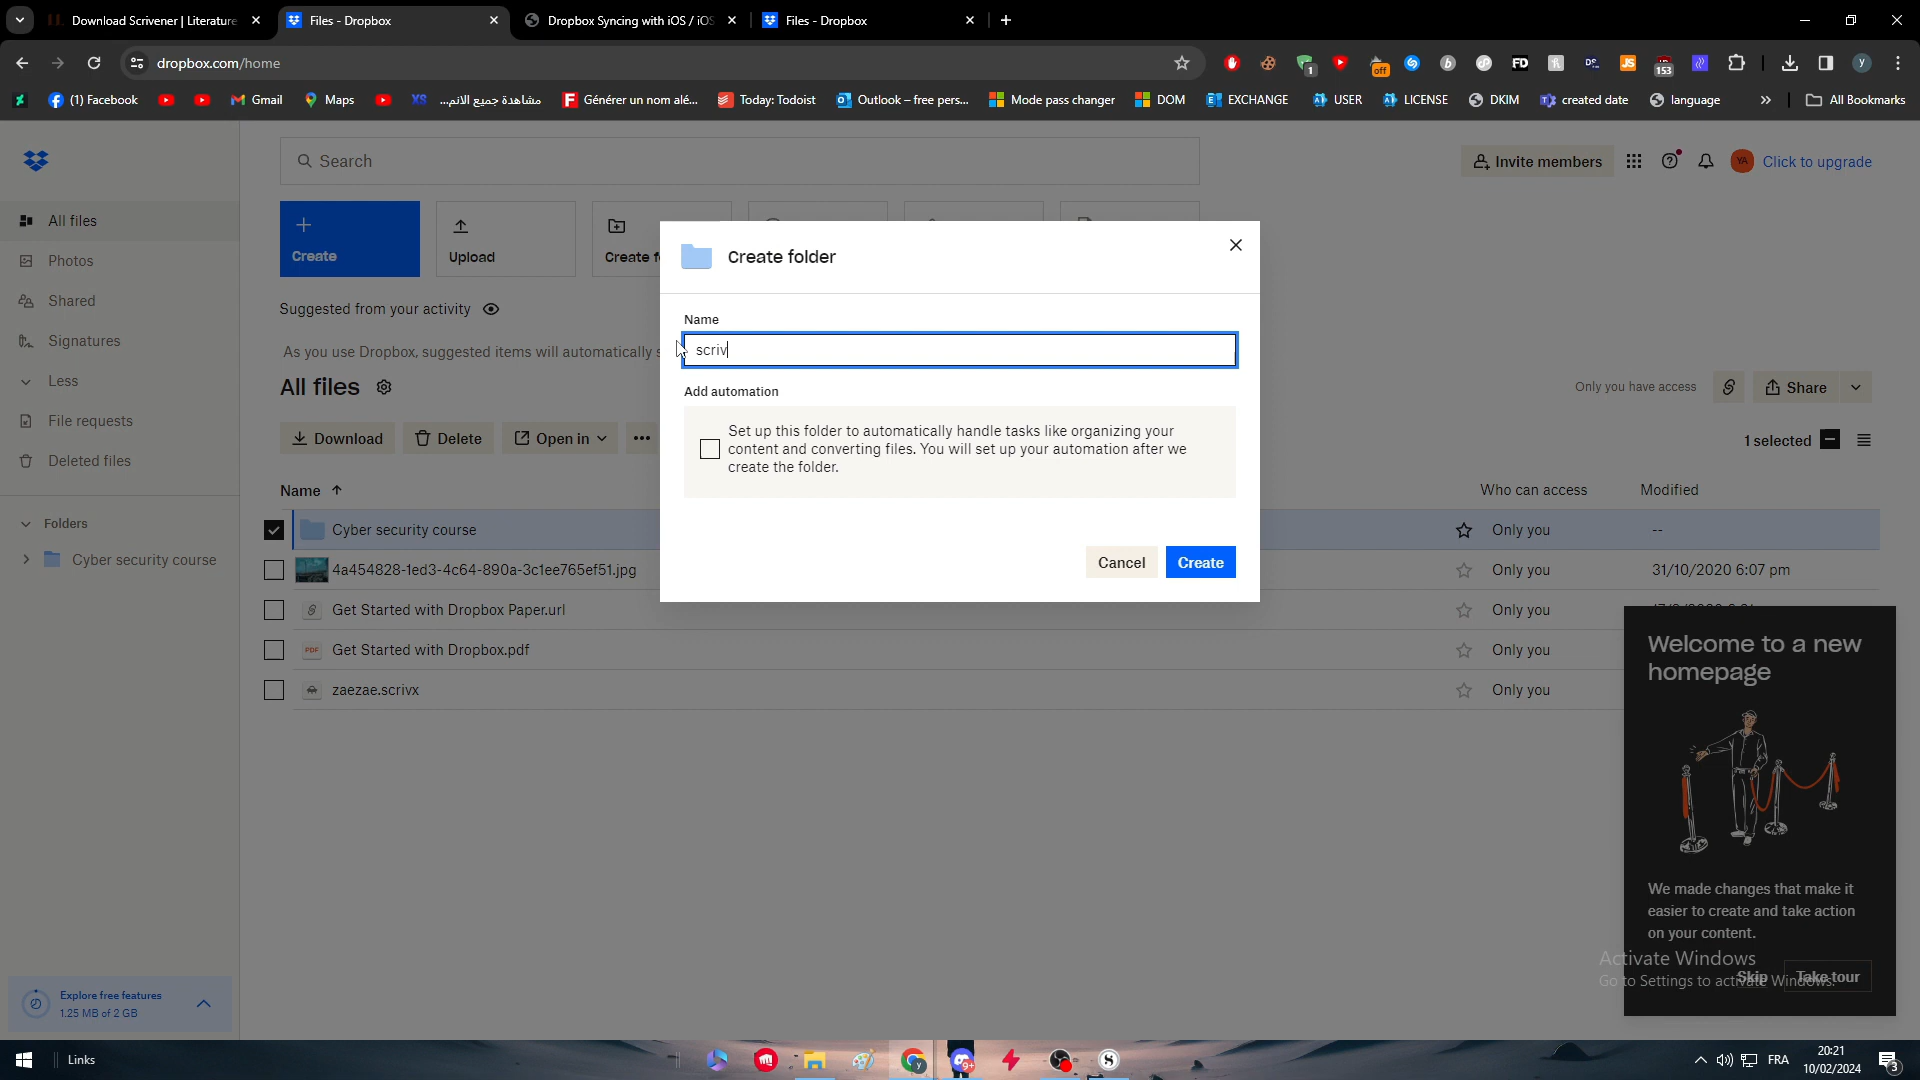 Download Scrivener | Literature
Files - Dropbox
Dropbox Syncing with iOS / iOS
Files - Dropbox
dropbox.com/home
1
off
FD
JS
153
y
(1) Facebook
Gmail
Maps
مشاهدة جميع الانم...
Générer un nom alé...
Today: Todoist
Outlook – free pers...
Mode pass changer
DOM
EXCHANGE
USER
LICENSE
DKIM
created date
language
»
All Bookmarks
Search
Invite members
YA
Click to upgrade
All files
Photos
Shared
Signatures
Less
File requests
Deleted files
Folders
Cyber security course
Create
Upload
Create f
Suggested from your activity
As you use Dropbox, suggested items will automatically s
All files
Only you have access
Share
Download
Delete
Open in
1 selected
Name
Who can access
Modified
Cyber security course
Only you
--
4a454828-1ed3-4c64-890a-3c1ee765ef51.jpg
Only you
31/10/2020 6:07 pm
Get Started with Dropbox Paper.url
Only you
PDF
Get Started with Dropbox.pdf
Only you
zaezae.scrivx
Only you
Create folder
Name
scriv
Add automation
Set up this folder to automatically handle tasks like organizing your
content and converting files. You will set up your automation after we
create the folder.
Cancel
Create
Welcome to a new
homepage
We made changes that make it
easier to create and take action
on your content.
Skip
Take tour
Activate Windows
Go to Settings to activate Windows.
Explore free features
1.25 MB of 2 GB
Links
FRA
20:21
10/02/2024
3